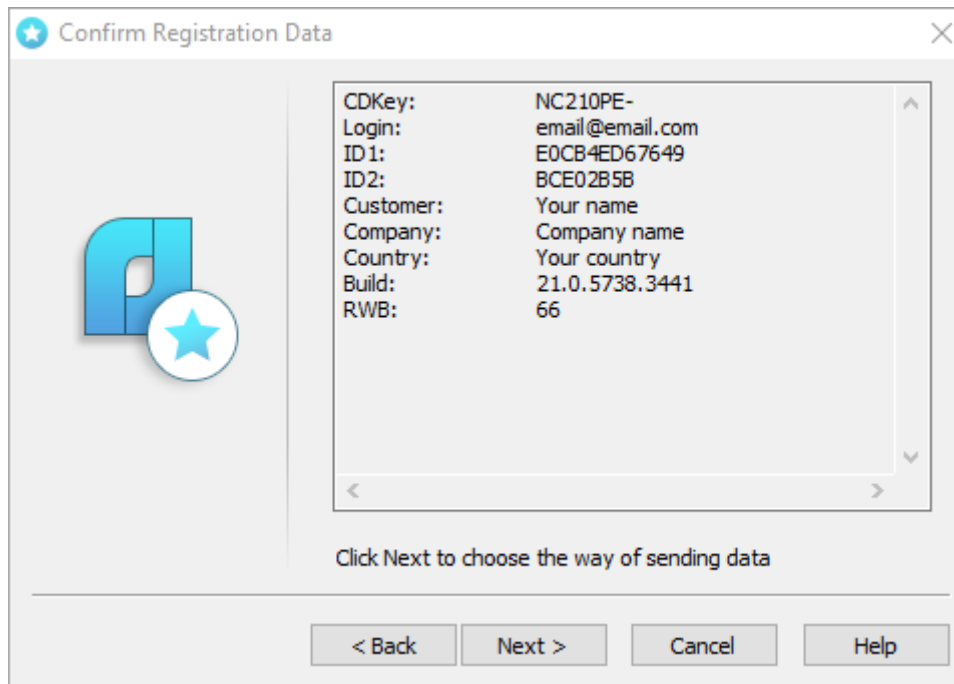 Confirm Registration Data
CDKey: NC210PE-
Login: email@email.com
ID1: E0CB4ED67649
ID2: BCE02B5B
Customer: Your name
Company: Company name
Country: Your country
Build: 21.0.5738.3441
RWB: 66
Click Next to choose the way of sending data
< Back Next > Cancel Help